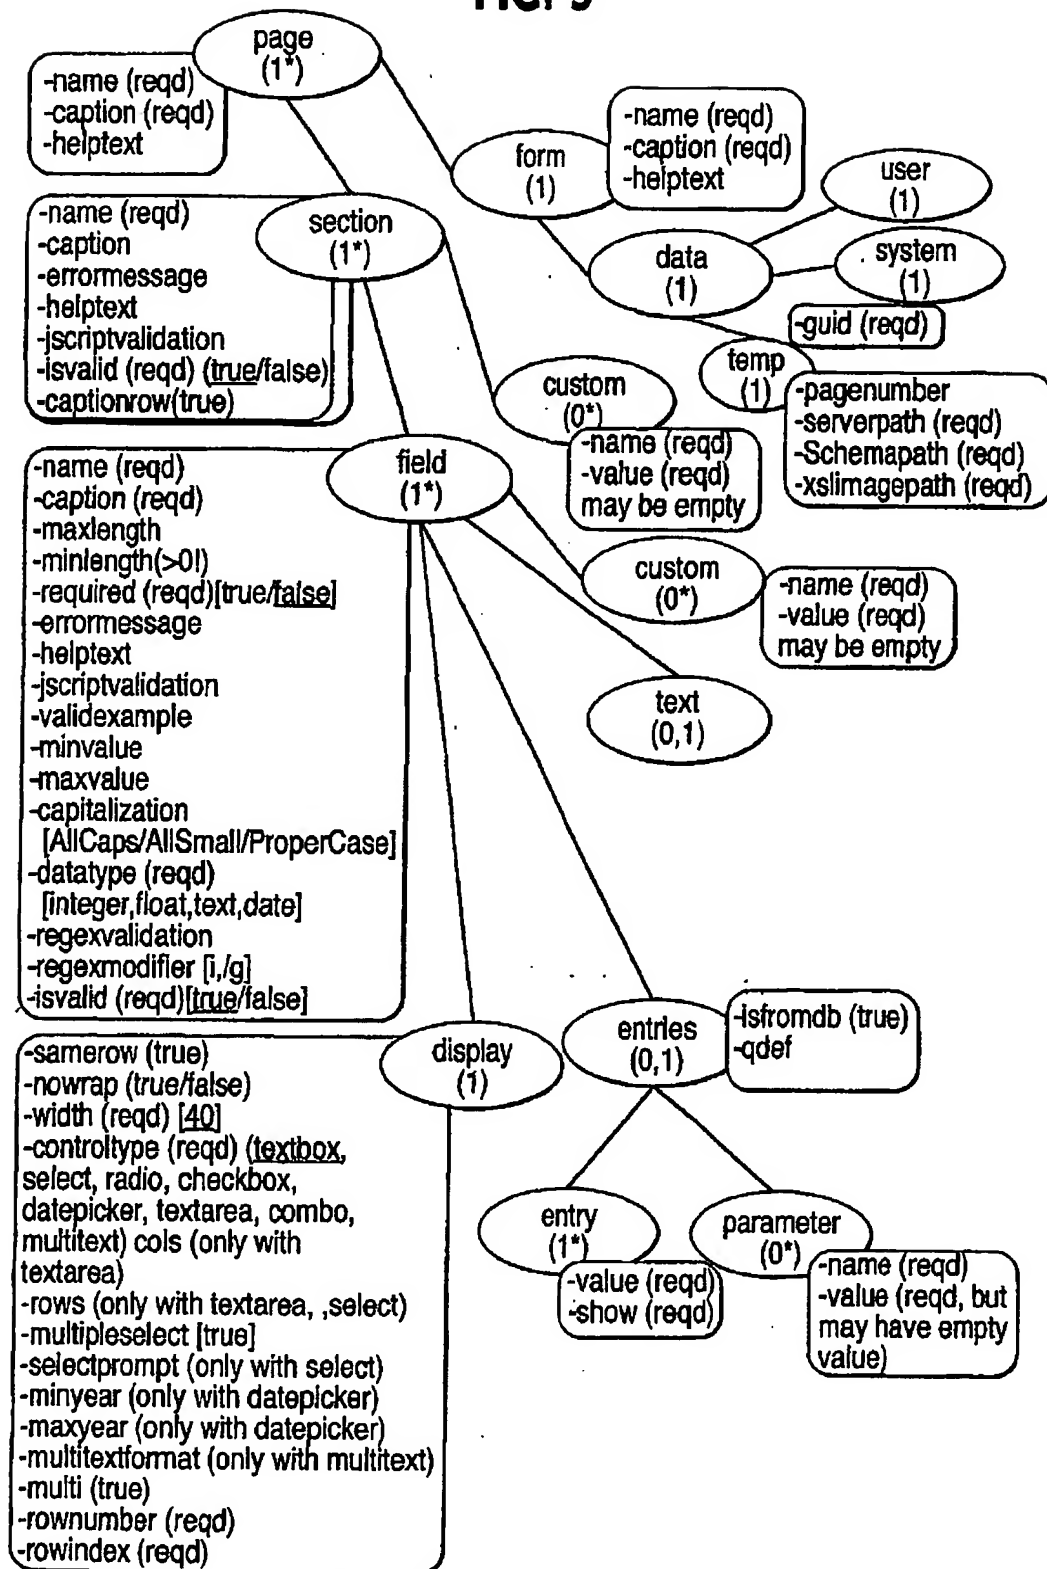 page
(1*)
-name (reqd)
-caption (reqd)
-helptext
form
(1)
-name (reqd)
-caption (reqd)
-helptext
user
(1)
-name (reqd)
-caption
-errormessage
-helptext
-jscriptvalidation
-isvalid (reqd) (true/false)
-captionrow(true)
section
(1*)
data
(1)
system
(1)
-guid (reqd)
temp
(1)
-pagenumber
-serverpath (reqd)
-Schemapath (reqd)
-xslimagepath (reqd)
custom
(0*)
-name (reqd)
-value (reqd)
may be empty
field
(1*)
-name (reqd)
-caption (reqd)
-maxlength
-minlength(>0!)
-required (reqd)[true/false]
-errormessage
-helptext
-jscriptvalidation
-validexample
-minvalue
-maxvalue
-capitalization
[AllCaps/AllSmall/ProperCase]
-datatype (reqd)
[integer,float,text,date]
-regexvalidation
-regexmodifier [i,/g]
-isvalid (reqd)[true/false]
custom
(0*)
-name (reqd)
-value (reqd)
may be empty
text
(0,1)
display
(1)
entries
(0,1)
-isfromdb (true)
-qdef
-samerow (true)
-nowrap (true/false)
-width (reqd) [40]
-controltype (reqd) (textbox,
select, radio, checkbox,
datepicker, textarea, combo,
multitext) cols (only with
textarea)
-rows (only with textarea, ,select)
-multipleselect [true]
-selectprompt (only with select)
-minyear (only with datepicker)
-maxyear (only with datepicker)
-multitextformat (only with multitext)
-multi (true)
-rownumber (reqd)
-rowindex (reqd)
entry
(1*)
-value (reqd)
-show (reqd)
parameter
(0*)
-name (reqd)
-value (reqd, but
may have empty
value)